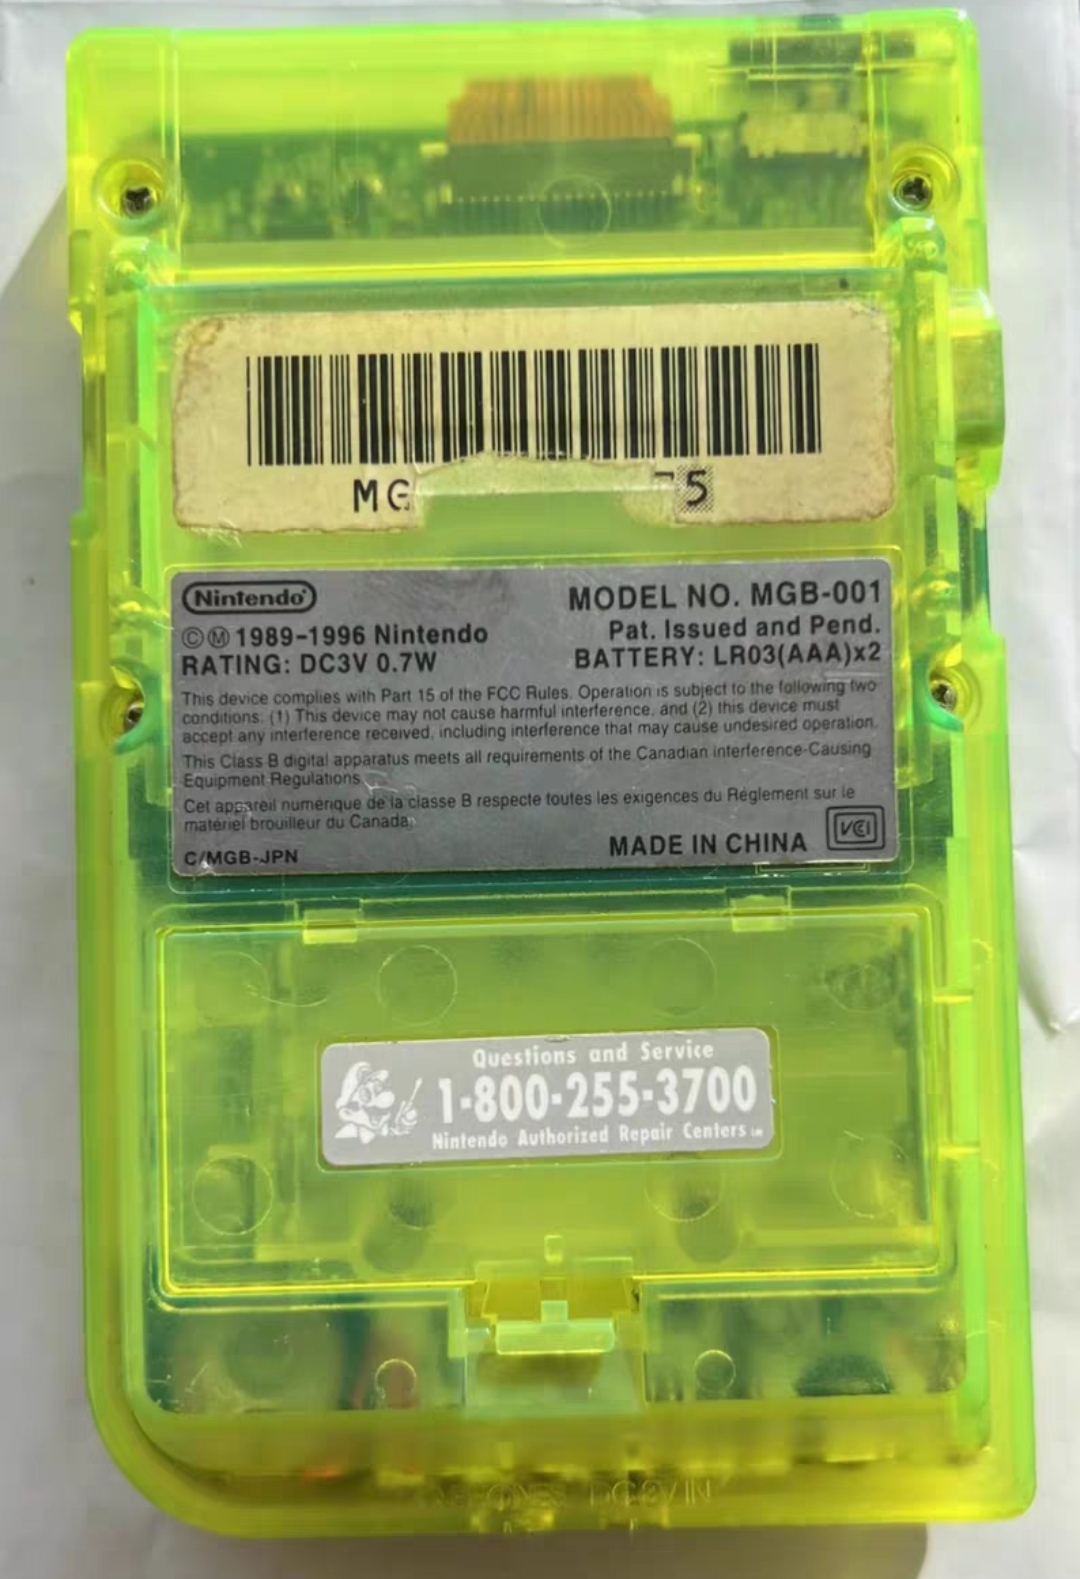 MG 5
Nintendo
MODEL NO. MGB-001
©Ⓜ 1989-1996 Nintendo
Pat. Issued and Pend.
RATING: DC3V 0.7W
BATTERY: LR03(AAA)x2
This device complies with Part 15 of the FCC Rules. Operation is subject to the following two
conditions: (1) This device may not cause harmful interference, and (2) this device must
accept any interference received, including interference that may cause undesired operation.
This Class B digital apparatus meets all requirements of the Canadian Interference-Causing
Equipment Regulations.
Cet appareil numérique de la classe B respecte toutes les exigences du Réglement sur le
matériel brouilleur du Canada.
C/MGB-JPN
MADE IN CHINA
VCI
Questions and Service
1-800-255-3700
Nintendo Authorized Repair Centers
DC3V IN